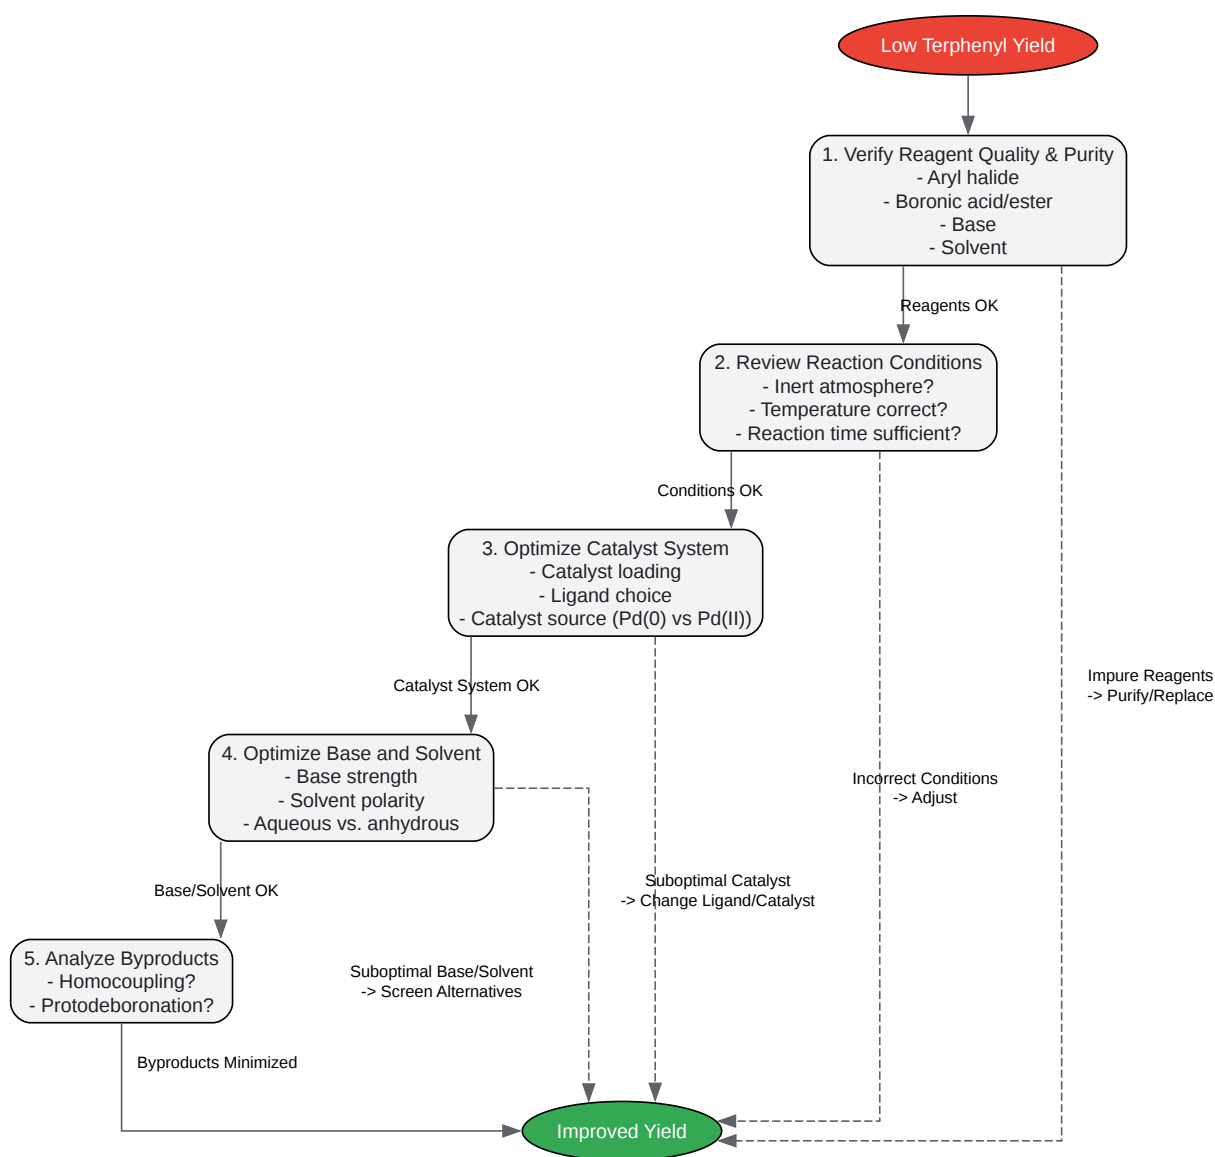 Low Terphenyl Yield
1. Verify Reagent Quality & Purity
- Aryl halide
- Boronic acid/ester
- Base
- Solvent
Reagents OK
2. Review Reaction Conditions
- Inert atmosphere?
- Temperature correct?
- Reaction time sufficient?
Conditions OK
3. Optimize Catalyst System
- Catalyst loading
- Ligand choice
- Catalyst source (Pd(0) vs Pd(II))
Catalyst System OK
Impure Reagents
-> Purify/Replace
4. Optimize Base and Solvent
- Base strength
- Solvent polarity
- Aqueous vs. anhydrous
Incorrect Conditions
-> Adjust
Base/Solvent OK
Suboptimal Catalyst
-> Change Ligand/Catalyst
5. Analyze Byproducts
- Homocoupling?
- Protodeboronation?
Suboptimal Base/Solvent
-> Screen Alternatives
Byproducts Minimized
Improved Yield